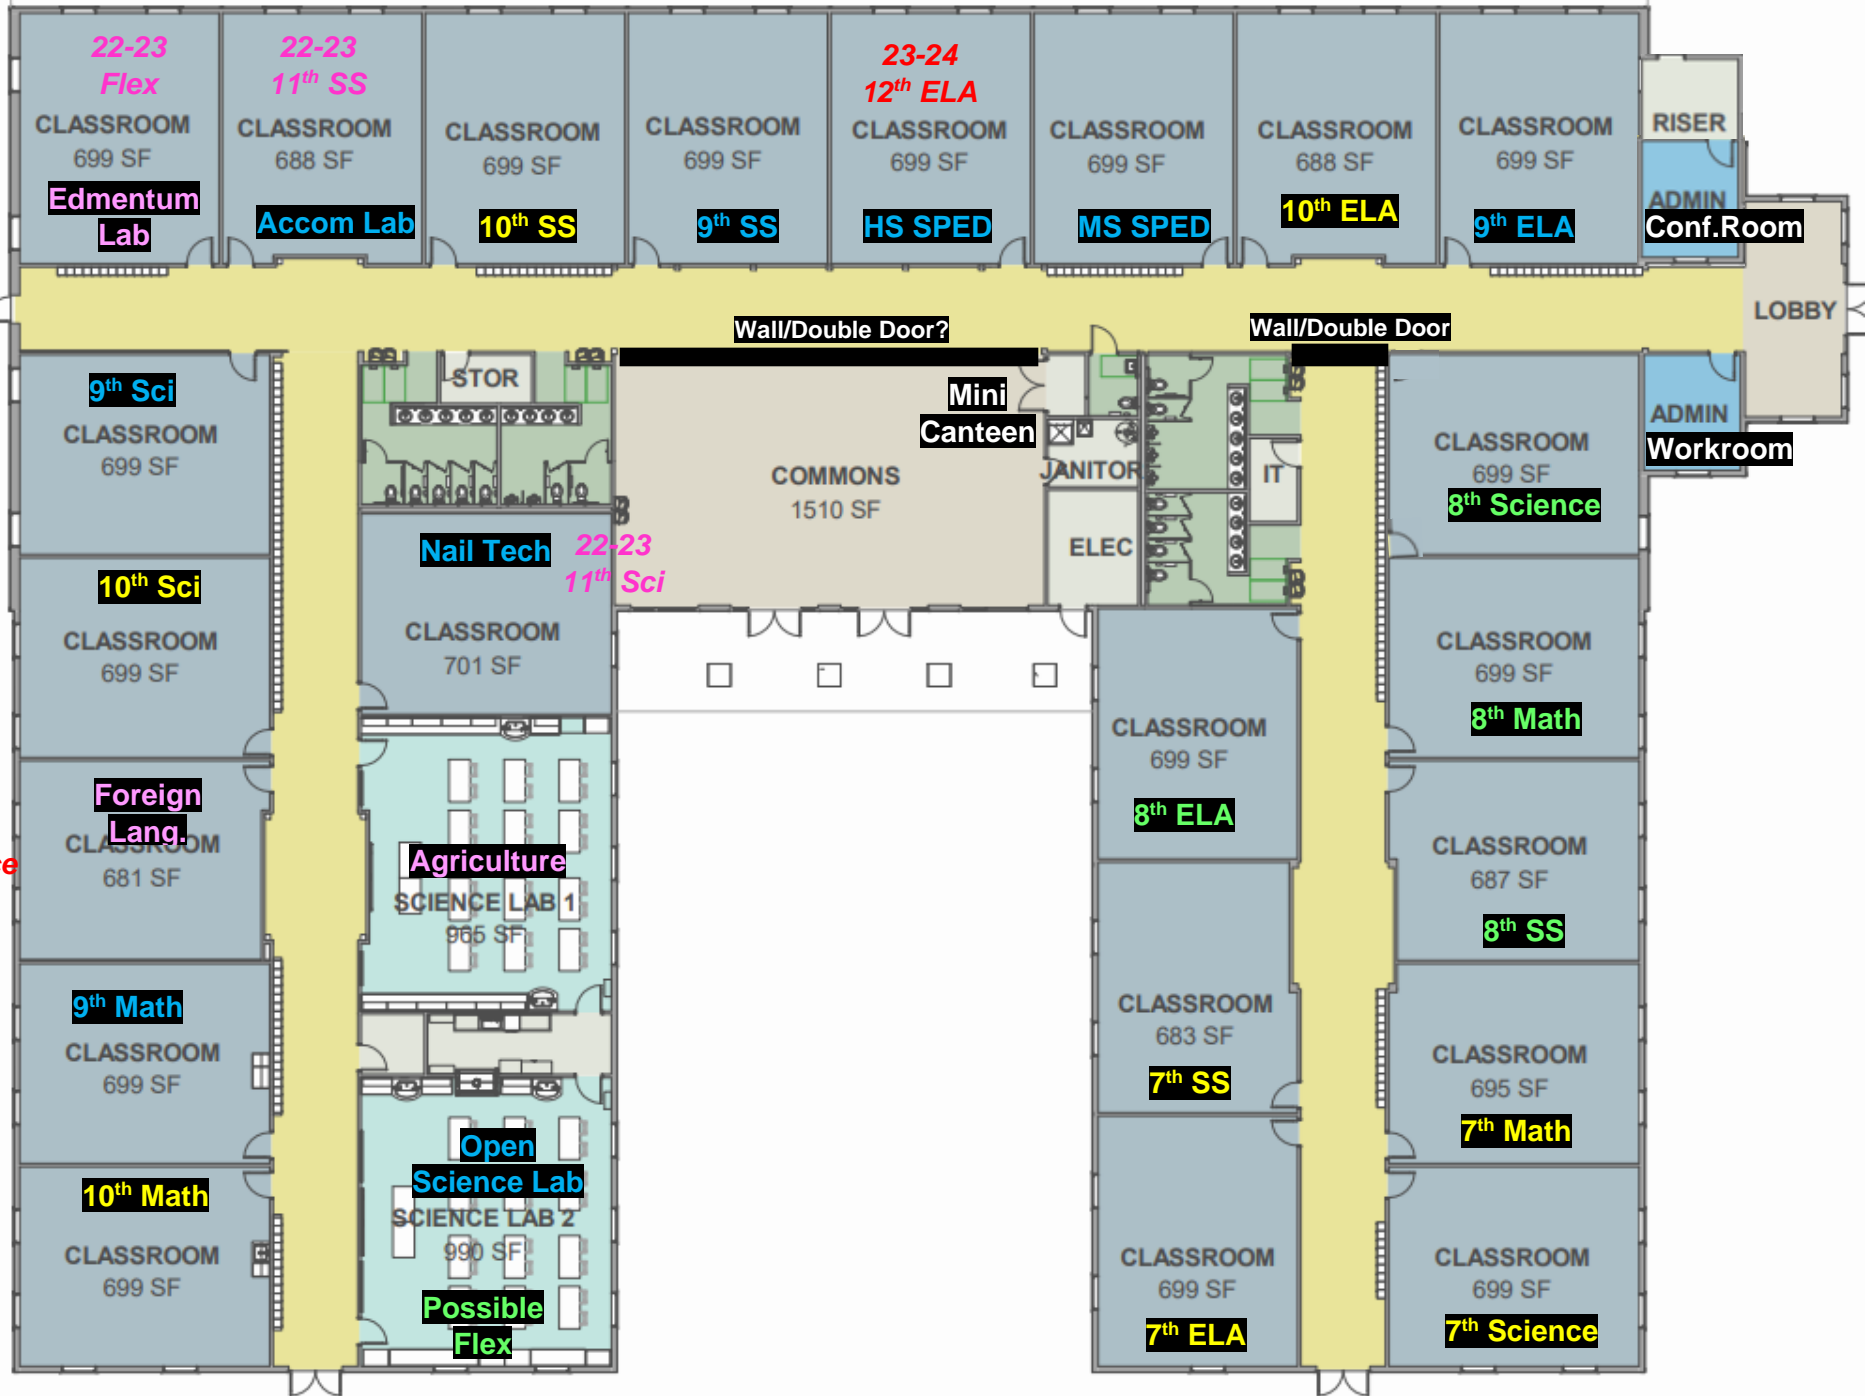 22-23
Flex
CLASSROOM
699 SF
Edmentum
Lab
22-23
11th SS
CLASSROOM
688 SF
Accom Lab
CLASSROOM
699 SF
10th SS
CLASSROOM
699 SF
9th SS
23-24
12th ELA
CLASSROOM
699 SF
HS SPED
CLASSROOM
699 SF
MS SPED
CLASSROOM
688 SF
10th ELA
CLASSROOM
699 SF
9th ELA
RISER
ADMIN
Conf.Room
LOBBY
Wall/Double Door?
Wall/Double Door
9th Sci
CLASSROOM
699 SF
STOR
Mini
Canteen
COMMONS
1510 SF
JANITOR
ELEC
IT
CLASSROOM
699 SF
8th Science
ADMIN
Workroom
10th Sci
CLASSROOM
699 SF
Nail Tech
22-23
11th Sci
CLASSROOM
701 SF
CLASSROOM
699 SF
8th Math
Foreign
Lang.
CLASSROOM
681 SF
Agriculture
SCIENCE LAB 1
965 SF
CLASSROOM
699 SF
8th ELA
CLASSROOM
687 SF
8th SS
9th Math
CLASSROOM
699 SF
CLASSROOM
683 SF
7th SS
CLASSROOM
695 SF
7th Math
10th Math
CLASSROOM
699 SF
Open
Science Lab
SCIENCE LAB 2
990 SF
Possible
Flex
CLASSROOM
699 SF
7th ELA
CLASSROOM
699 SF
7th Science